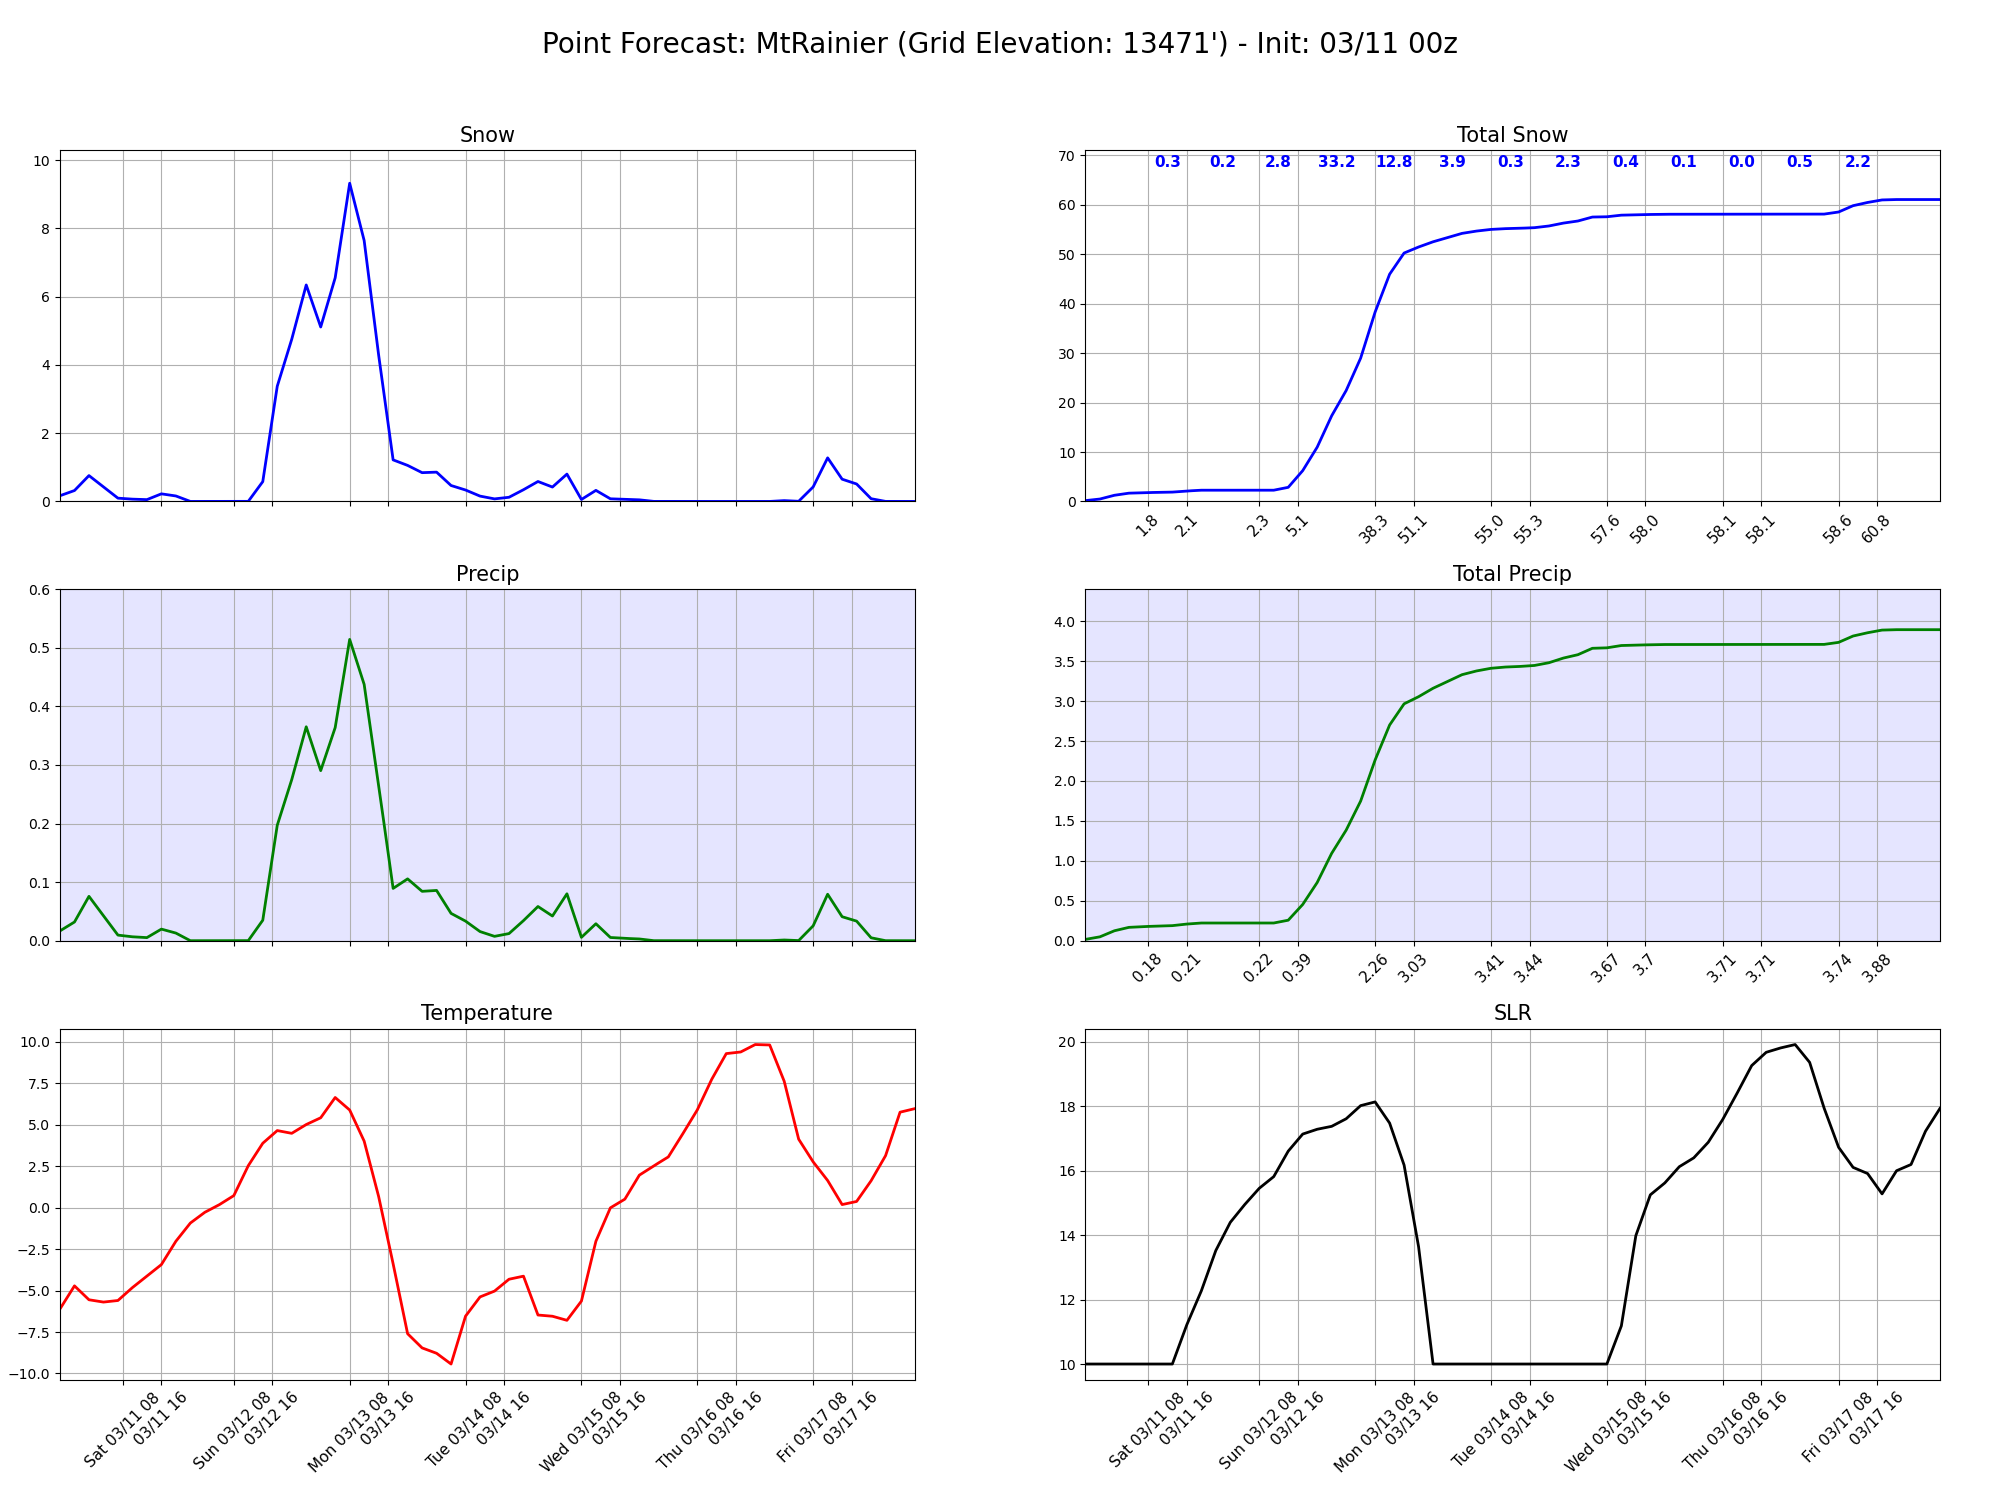 Point Forecast: MtRainier (Grid Elevation: 13471') - Init: 03/11 00z
Snow
10
8
6
4
2
0
Total Snow
70
60
50
40
30
20
10
0
0.3 0.2 2.8 33.2 12.8 3.9 0.3 2.3 0.4 0.1 0.0 0.5 2.2
1.8 2.1 2.3 5.1 38.3 51.1 55.0 55.3 57.6 58.0 58.1 58.1 58.6 60.8
Precip
0.6
0.5
0.4
0.3
0.2
0.1
0.0
Total Precip
4.0
3.5
3.0
2.5
2.0
1.5
1.0
0.5
0.0
0.18 0.21 0.22 0.39 2.26 3.03 3.41 3.44 3.67 3.7 3.71 3.71 3.74 3.88
Temperature
10.0
7.5
5.0
2.5
0.0
−2.5
−5.0
−7.5
−10.0
Sat 03/11 08
03/11 16
Sun 03/12 08
03/12 16
Mon 03/13 08
03/13 16
Tue 03/14 08
03/14 16
Wed 03/15 08
03/15 16
Thu 03/16 08
03/16 16
Fri 03/17 08
03/17 16
SLR
20
18
16
14
12
10
Sat 03/11 08
03/11 16
Sun 03/12 08
03/12 16
Mon 03/13 08
03/13 16
Tue 03/14 08
03/14 16
Wed 03/15 08
03/15 16
Thu 03/16 08
03/16 16
Fri 03/17 08
03/17 16